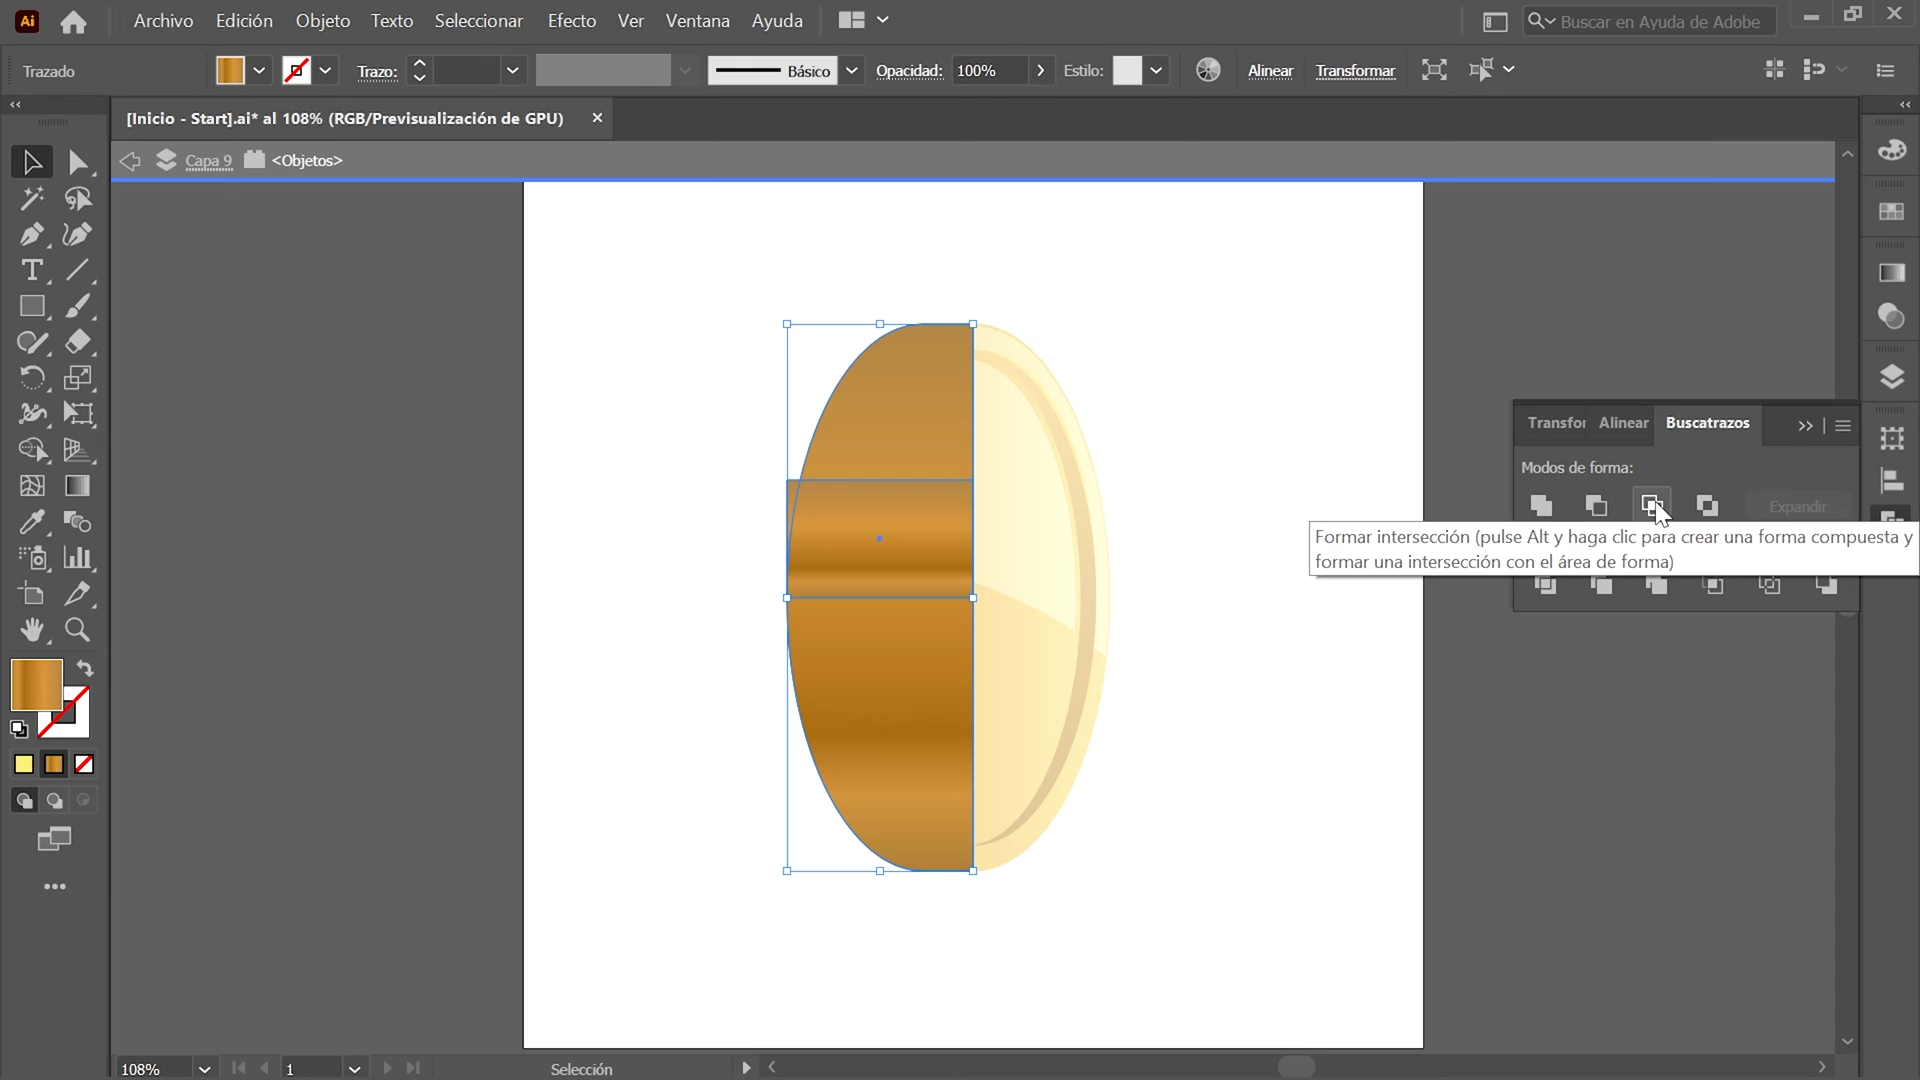 Ai
Archivo
Edición
Objeto
Texto
Seleccionar
Efecto
Ver
Ventana
Ayuda
Buscar en Ayuda de Adobe
Trazado
Trazo:
Básico
Opacidad:
100%
Estilo:
Alinear
Transformar
[Inicio - Start].ai* al 108% (RGB/Previsualización de GPU)
Capa 9
<Objetos>
Transfor
Alinear
Buscatrazos
Modos de forma:
Expandir
Formar intersección (pulse Alt y haga clic para crear una forma compuesta y
formar una intersección con el área de forma)
108%
1
Selección